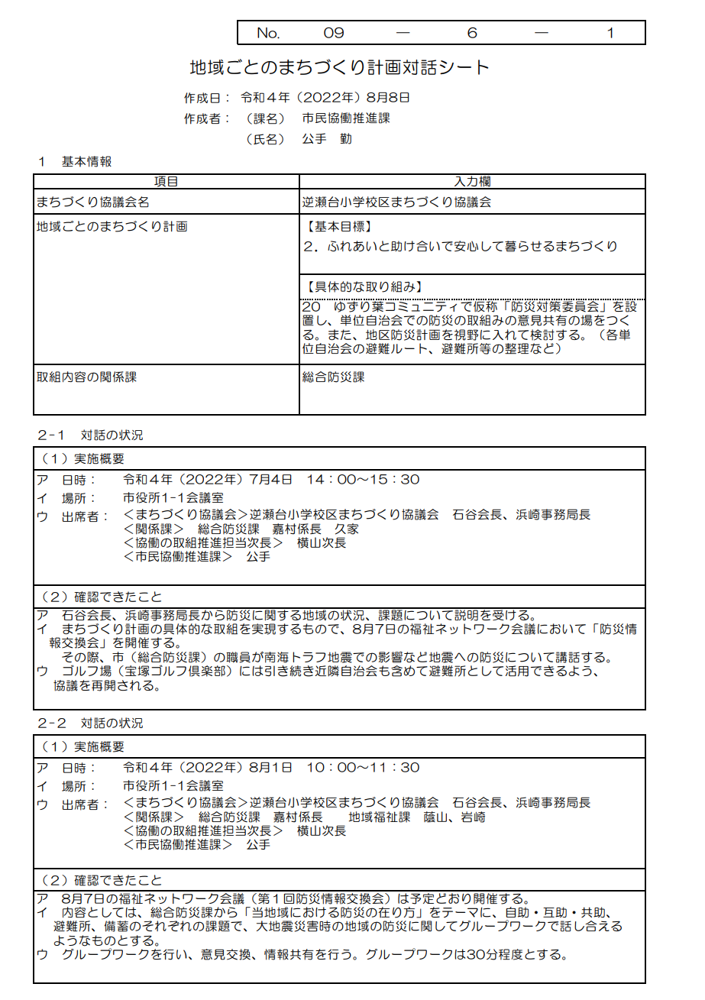 No. 09 － 6 － 1
地域ごとのまちづくり計画対話シート
作成日： 令和４年（2022年）8月8日
作成者： （課名） 市民協働推進課
（氏名） 公手　勤
１　基本情報
項目 入力欄
まちづくり協議会名 逆瀬台小学校区まちづくり協議会
地域ごとのまちづくり計画 【基本目標】
２．ふれあいと助け合いで安心して暮らせるまちづくり
【具体的な取り組み】
20　ゆずり葉コミュニティで仮称「防災対策委員会」を設
置し、単位自治会での防災の取組みの意見共有の場をつく
る。また、地区防災計画を視野に入れて検討する。（各単
位自治会の避難ルート、避難所等の整理など）
取組内容の関係課 総合防災課
２-１　対話の状況
（１）実施概要
ア　日時：　令和４年（2022年）7月4日　14：00～15：30
イ　場所：　市役所1-1会議室
ウ　出席者：　＜まちづくり協議会＞逆瀬台小学校区まちづくり協議会　石谷会長、浜崎事務局長
＜関係課＞　総合防災課　嘉村係長　久家
＜協働の取組推進担当次長＞　横山次長
＜市民協働推進課＞　公手
（２）確認できたこと
ア　石谷会長、浜崎事務局長から防災に関する地域の状況、課題について説明を受ける。
イ　まちづくり計画の具体的な取組を実現するもので、8月7日の福祉ネットワーク会議において「防災情
報交換会」を開催する。
その際、市（総合防災課）の職員が南海トラフ地震での影響など地震への防災について講話する。
ウ　ゴルフ場（宝塚ゴルフ倶楽部）には引き続き近隣自治会も含めて避難所として活用できるよう、
協議を再開される。
２-２　対話の状況
（１）実施概要
ア　日時：　令和４年（2022年）8月1日　10：00～11：30
イ　場所：　市役所1-1会議室
ウ　出席者：　＜まちづくり協議会＞逆瀬台小学校区まちづくり協議会　石谷会長、浜崎事務局長
＜関係課＞　総合防災課　嘉村係長　　地域福祉課　蔭山、岩崎
＜協働の取組推進担当次長＞　横山次長
＜市民協働推進課＞　公手
（２）確認できたこと
ア　8月7日の福祉ネットワーク会議（第１回防災情報交換会）は予定どおり開催する。
イ　内容としては、総合防災課から「当地域における防災の在り方」をテーマに、自助・互助・共助、
避難所、備蓄のそれぞれの課題で、大地震災害時の地域の防災に関してグループワークで話し合える
ようなものとする。
ウ　グループワークを行い、意見交換、情報共有を行う。グループワークは30分程度とする。